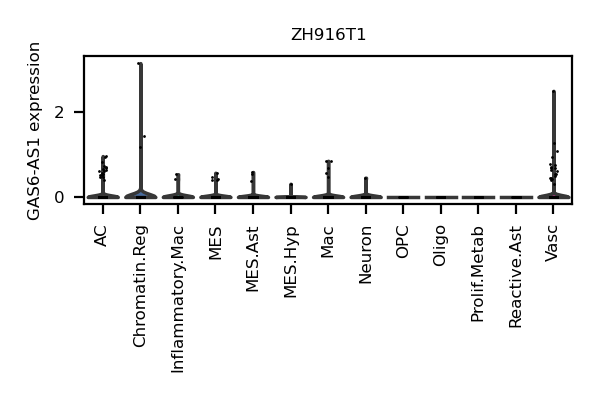 ZH916T1
GAS6-AS1 expression
2
0
AC
Chromatin.Reg
Inflammatory.Mac
MES
MES.Ast
MES.Hyp
Mac
Neuron
OPC
Oligo
Prolif.Metab
Reactive.Ast
Vasc